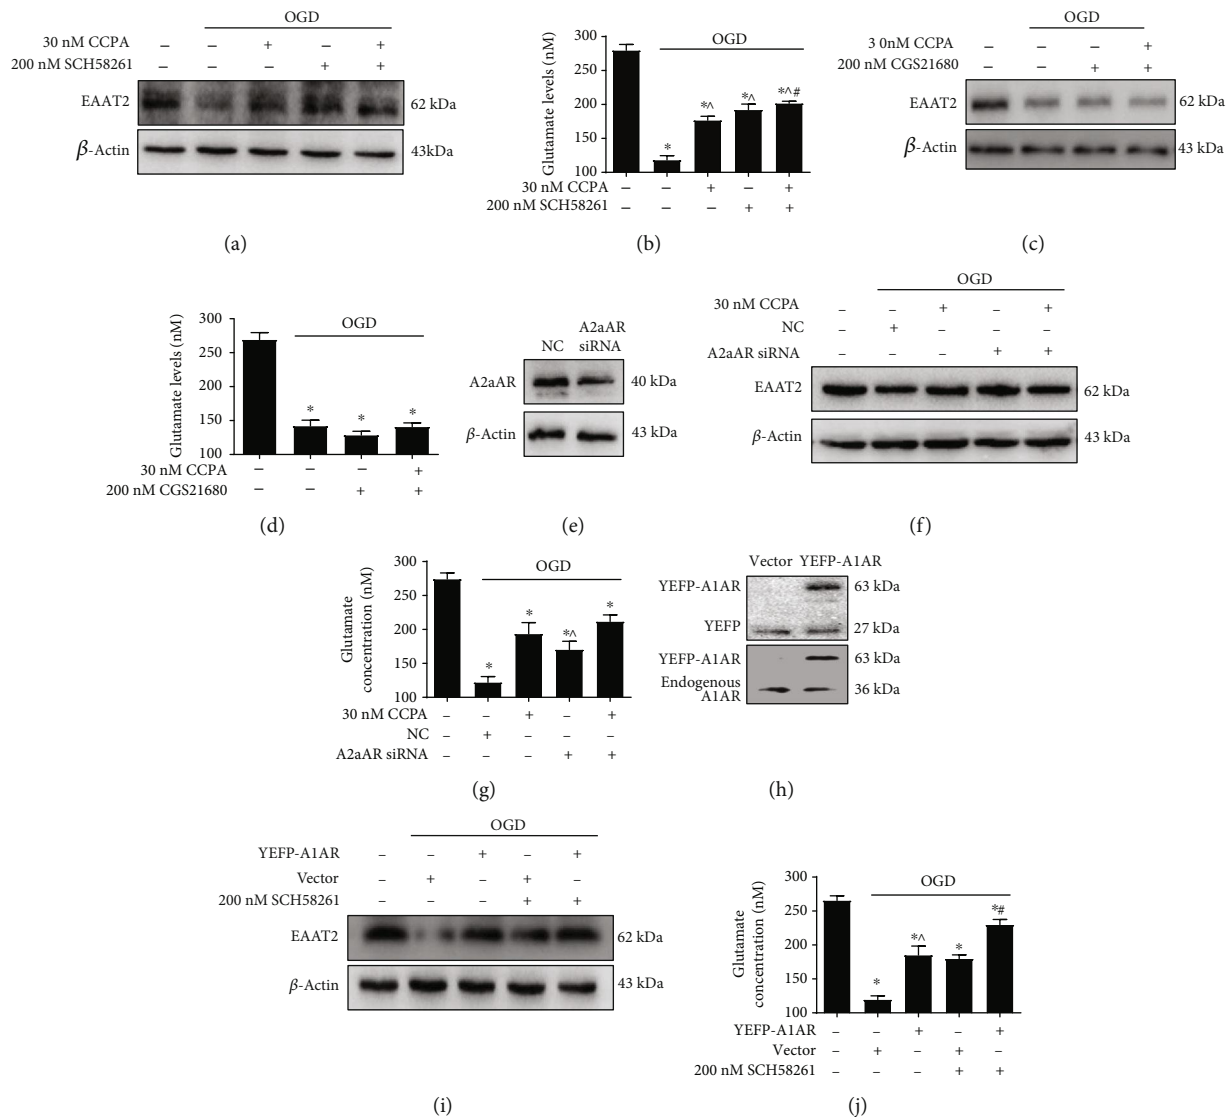 OGD
30 nM CCPA – – + – +
200 nM SCH58261 – – – + +
EAAT2 62 kDa
β-Actin 43kDa
(a)
Glutamate levels (nM)
300
250
200
150
100
OGD
* *^ *^ *^#
30 nM CCPA – – + – +
200 nM SCH58261 – – – + +
(b)
OGD
3 0nM CCPA – – – +
200 nM CGS21680 – – + +
EAAT2 62 kDa
β-Actin 43 kDa
(c)
Glutamate levels (nM)
300
250
200
150
100
OGD
* * *
30 nM CCPA – – – +
200 nM CGS21680 – – + +
(d)
NC A2aAR
siRNA
A2aAR 40 kDa
β-Actin 43 kDa
(e)
OGD
30 nM CCPA – – + – +
NC – + – – –
A2aAR siRNA – – – + +
EAAT2 62 kDa
β-Actin 43 kDa
(f)
Glutamate
concentration (nM)
300
250
200
150
100
OGD
* * *^ *
30 nM CCPA – – + – +
NC – + – – –
A2aAR siRNA – – – + +
(g)
Vector YEFP-A1AR
YEFP-A1AR 63 kDa
YEFP 27 kDa
YEFP-A1AR 63 kDa
Endogenous
A1AR 36 kDa
(h)
OGD
YEFP-A1AR – – + – +
Vector – + – + –
200 nM SCH58261 – – – + +
EAAT2 62 kDa
β-Actin 43 kDa
(i)
Glutamate
concentration (nM)
300
250
200
150
100
OGD
* *^ * *#
YEFP-A1AR – – + – +
Vector – + – + –
200 nM SCH58261 – – – + +
(j)